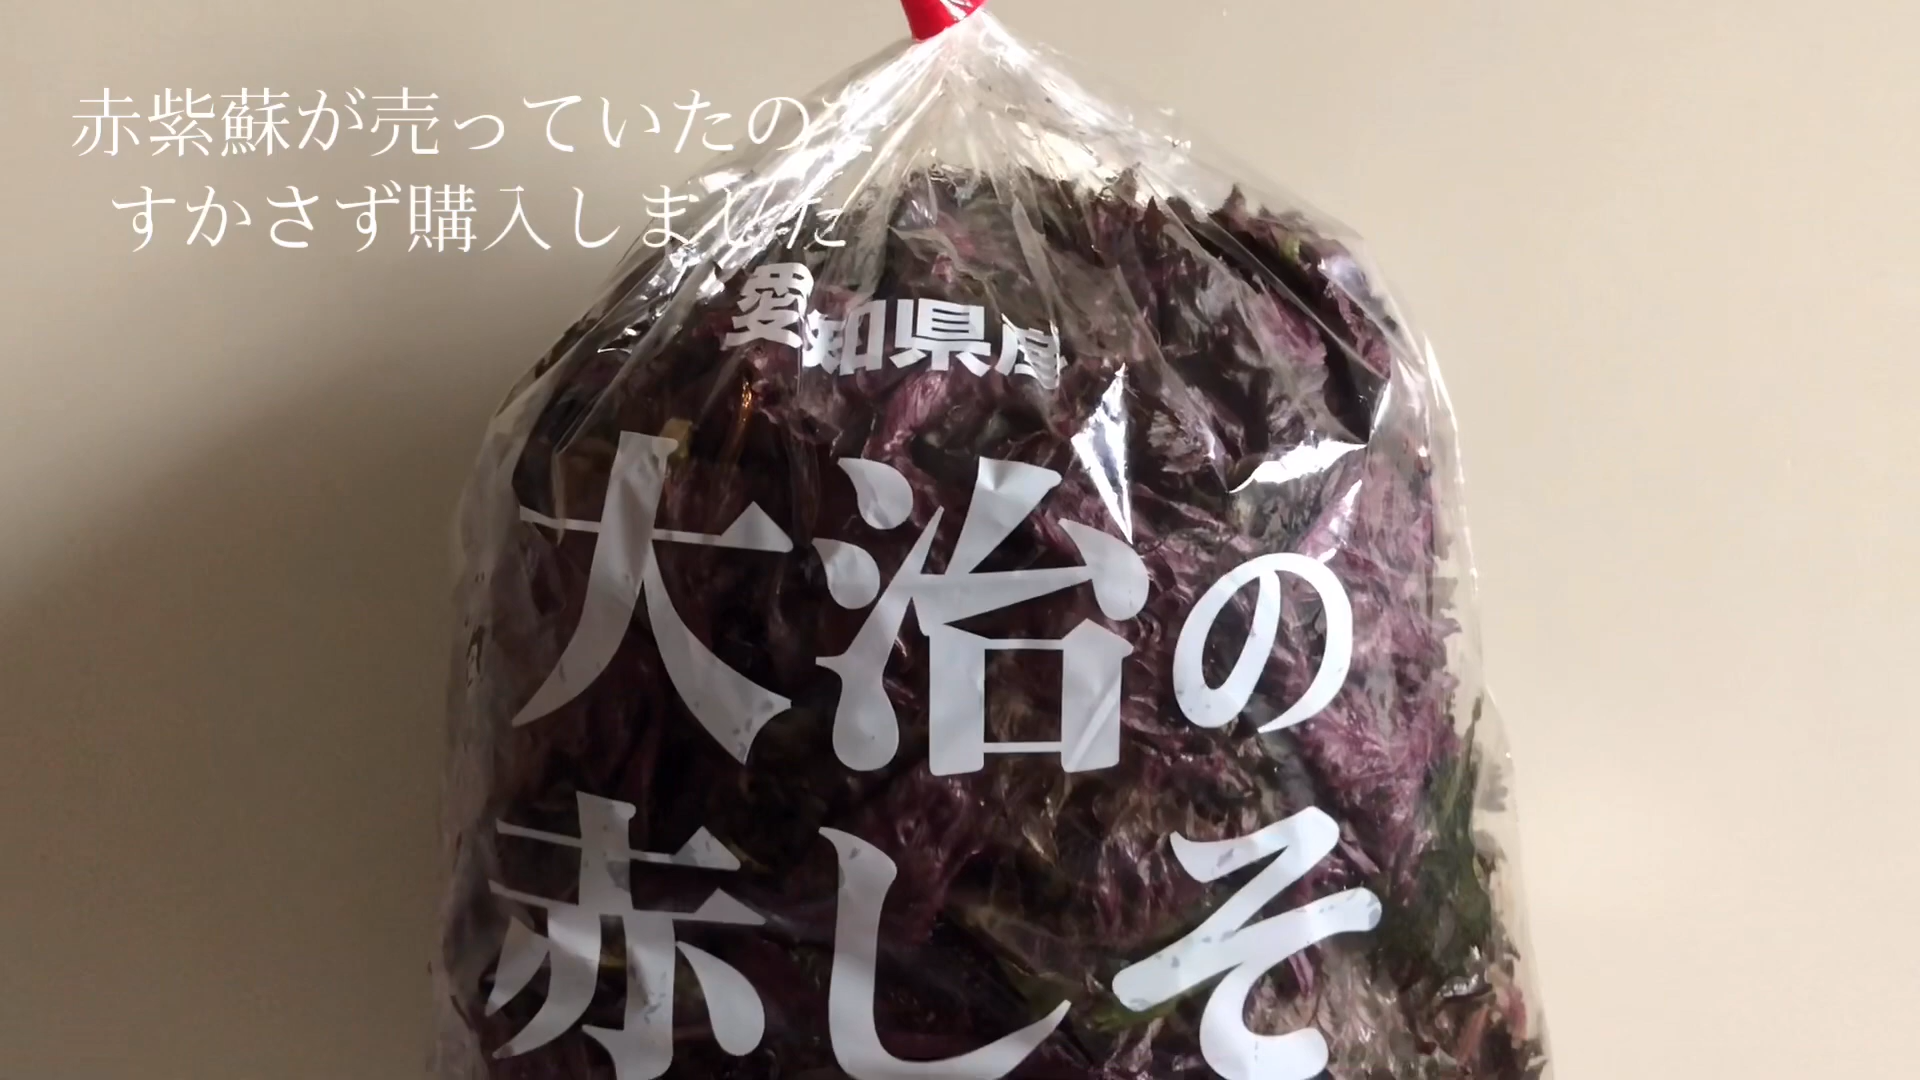 赤紫蘇が売っていたので
すかさず購入しました
愛知県産
大治の
赤しそ